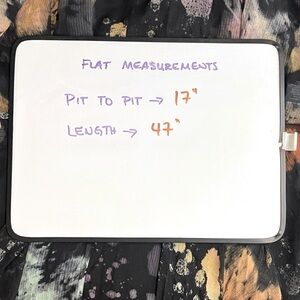 FLAT MEASUREMENTS
PIT TO PIT → 17"
LENGTH → 47"